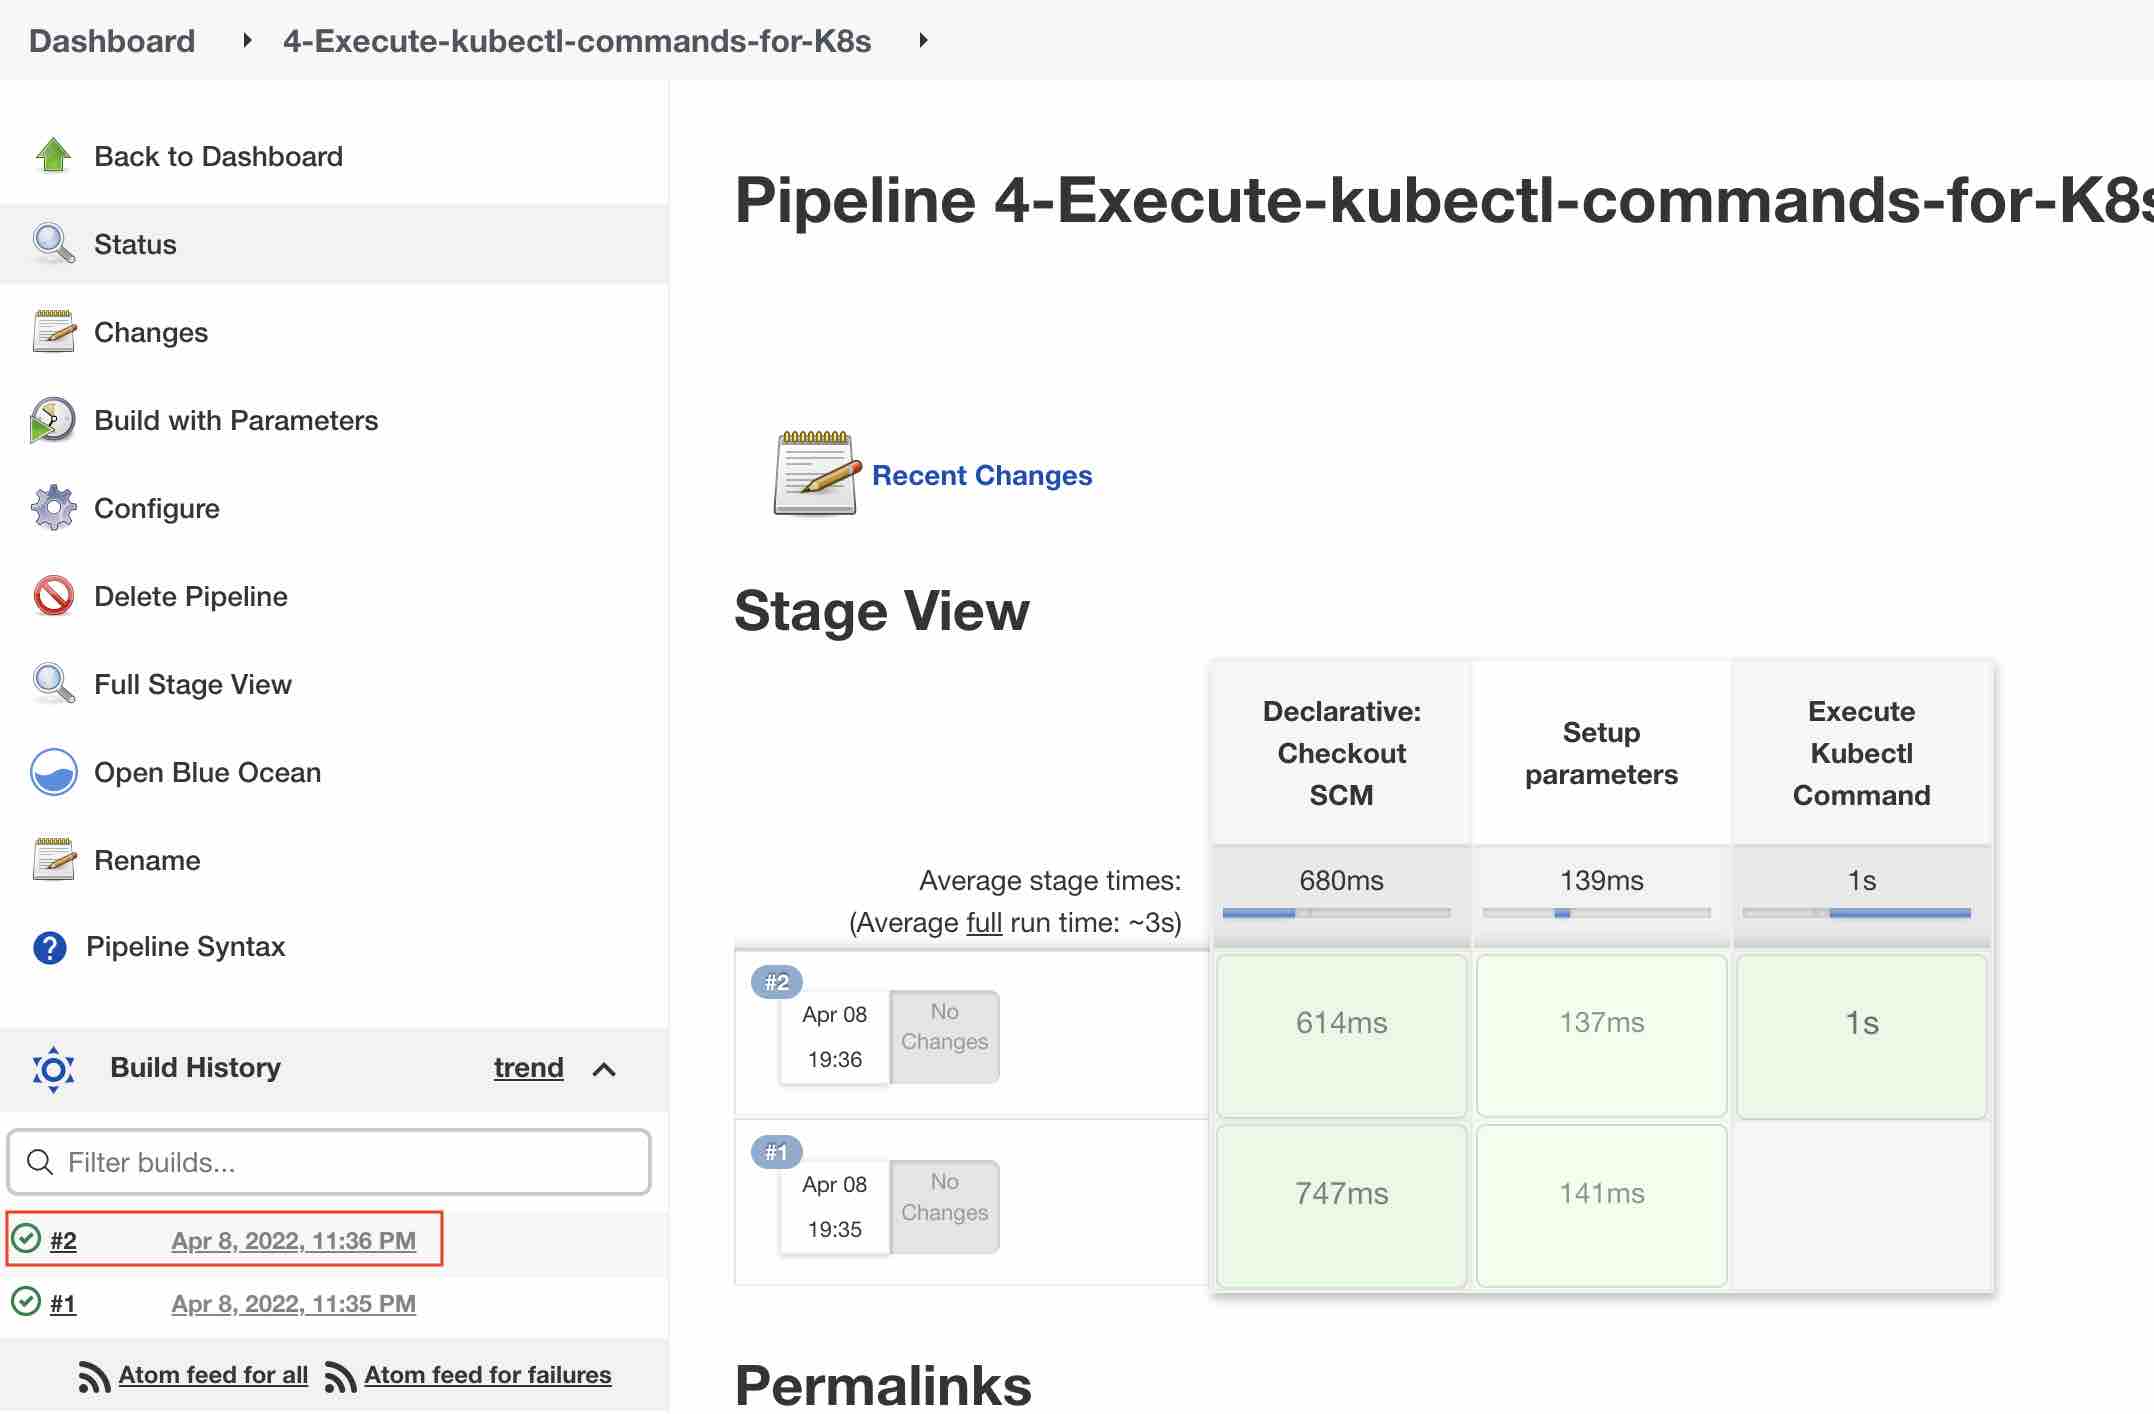 Dashboard
4-Execute-kubectl-commands-for-K8s
Back to Dashboard
Status
Changes
Build with Parameters
Configure
Delete Pipeline
Full Stage View
Open Blue Ocean
Rename
Pipeline Syntax
Build History
trend
Filter builds...
#2 Apr 8, 2022, 11:36 PM
#1 Apr 8, 2022, 11:35 PM
Atom feed for all
Atom feed for failures
Pipeline 4-Execute-kubectl-commands-for-K8s
Recent Changes
Stage View
Declarative:
Checkout
SCM
Setup
parameters
Execute
Kubectl
Command
Average stage times:
(Average full run time: ~3s)
680ms
139ms
1s
#2
Apr 08
19:36
No
Changes
614ms
137ms
1s
#1
Apr 08
19:35
No
Changes
747ms
141ms
Permalinks